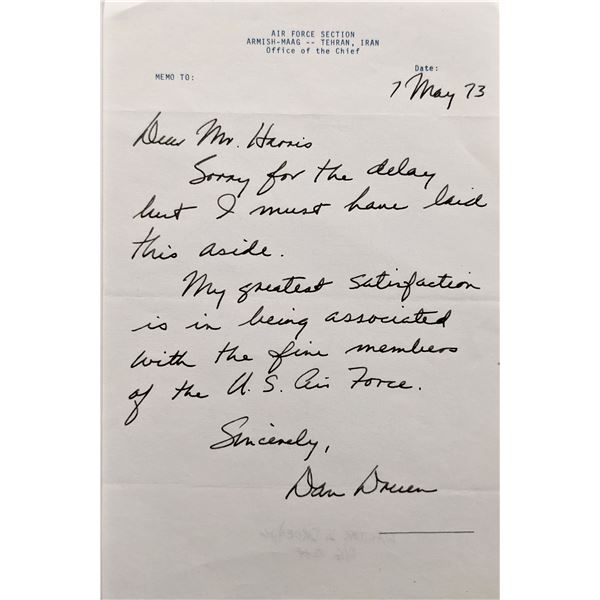 AIR FORCE SECTION
ARMISH-MAAG -- TEHRAN, IRAN
Office of the Chief
MEMO TO:
Date:
7 May 73
Dear Mr. Harris
Sorry for the delay
but I must have laid
this aside.
My greatest satisfaction
is in being associated
with the fine members
of the U.S. Air Force.
Sincerely,
Dan Druen